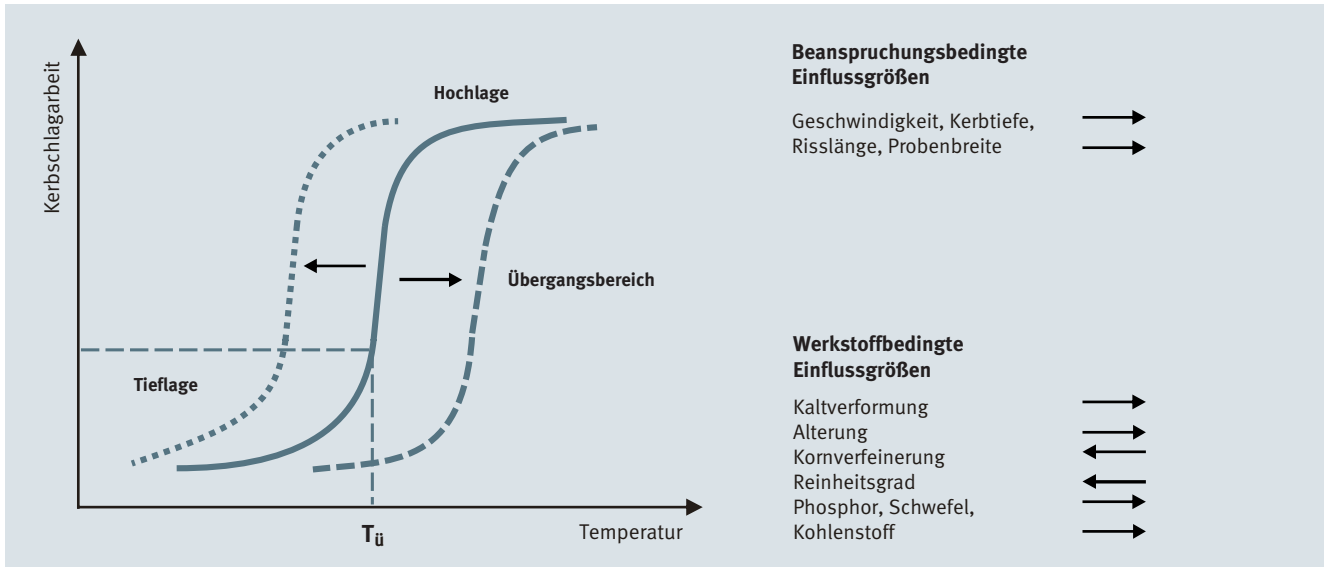 Kerbschlagarbeit
Hochlage
Übergangsbereich
Tieflage
Tü
Temperatur
Beanspruchungsbedingte
Einflussgrößen
Geschwindigkeit, Kerbtiefe,
Risslänge, Probenbreite
Werkstoffbedingte
Einflussgrößen
Kaltverformung
Alterung
Kornverfeinerung
Reinheitsgrad
Phosphor, Schwefel,
Kohlenstoff